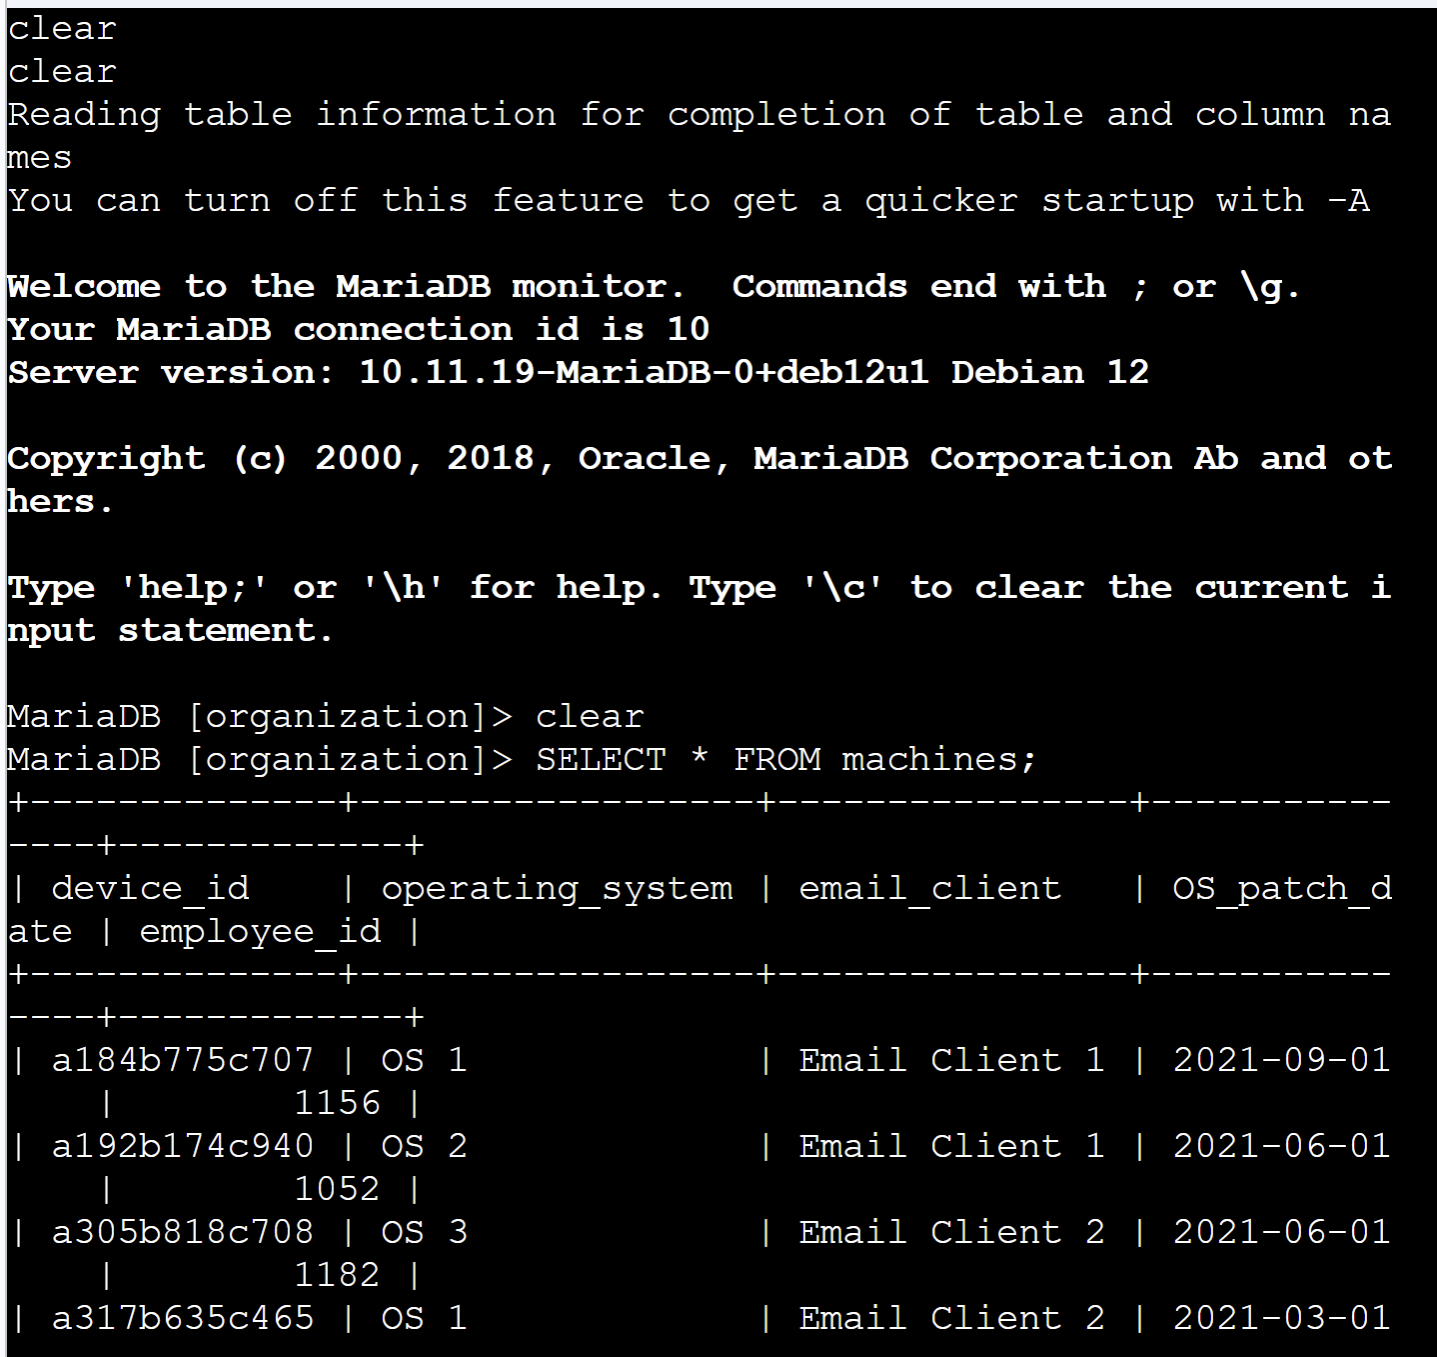 clear
clear
Reading table information for completion of table and column na
mes
You can turn off this feature to get a quicker startup with -A
Welcome to the MariaDB monitor.  Commands end with ; or \g.
Your MariaDB connection id is 10
Server version: 10.11.19-MariaDB-0+deb12u1 Debian 12
Copyright (c) 2000, 2018, Oracle, MariaDB Corporation Ab and ot
hers.
Type 'help;' or '\h' for help. Type '\c' to clear the current i
nput statement.
MariaDB [organization]> clear
MariaDB [organization]> SELECT * FROM machines;
+--------------+------------------+----------------+-----------
----+-------------+
| device_id    | operating_system | email_client   | OS_patch_d
ate | employee_id |
+--------------+------------------+----------------+-----------
----+-------------+
| a184b775c707 | OS 1             | Email Client 1 | 2021-09-01
    |        1156 |
| a192b174c940 | OS 2             | Email Client 1 | 2021-06-01
    |        1052 |
| a305b818c708 | OS 3             | Email Client 2 | 2021-06-01
    |        1182 |
| a317b635c465 | OS 1             | Email Client 2 | 2021-03-01